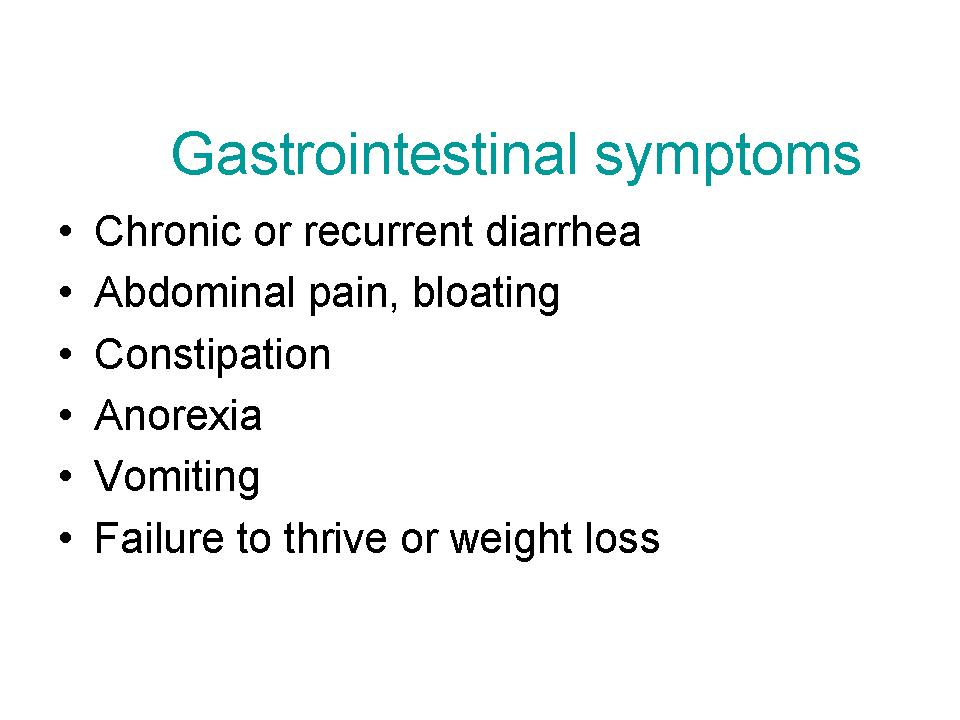 Gastrointestinal symptoms
• Chronic or recurrent diarrhea
• Abdominal pain, bloating
• Constipation
• Anorexia
• Vomiting
• Failure to thrive or weight loss